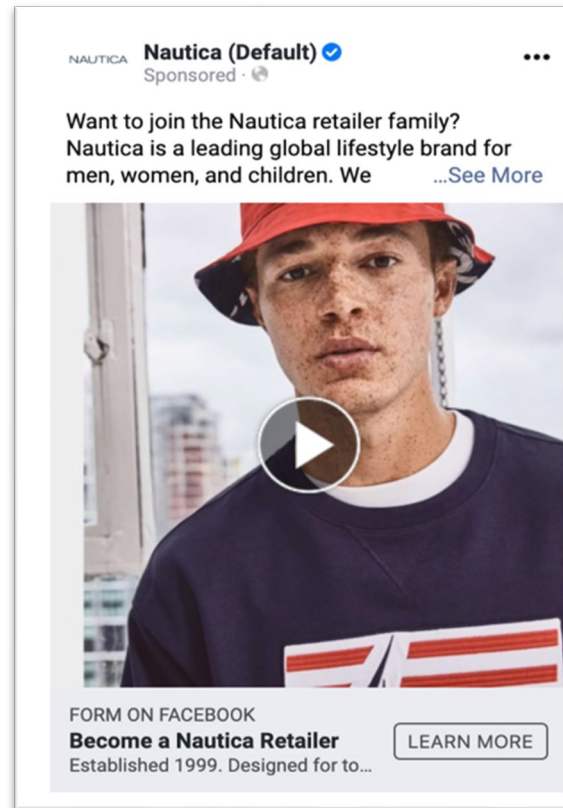 NAUTICA
Nautica (Default)
Sponsored ·
Want to join the Nautica retailer family?
Nautica is a leading global lifestyle brand for
men, women, and children. We ...See More
FORM ON FACEBOOK
Become a Nautica Retailer
LEARN MORE
Established 1999. Designed for to...